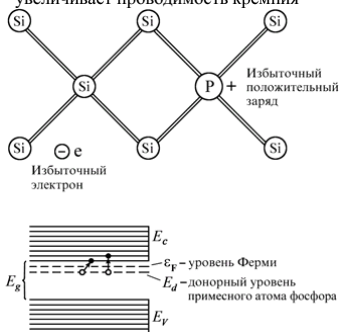 увеличивает проводимость кремния
Si Si Si
Si P + Избыточный
положительный
заряд
Si ⊖ e Si Si
Избыточный
электрон
E_c
ε_F – уровень Ферми
E_g
E_d – донорный уровень
примесного атома фосфора
E_V